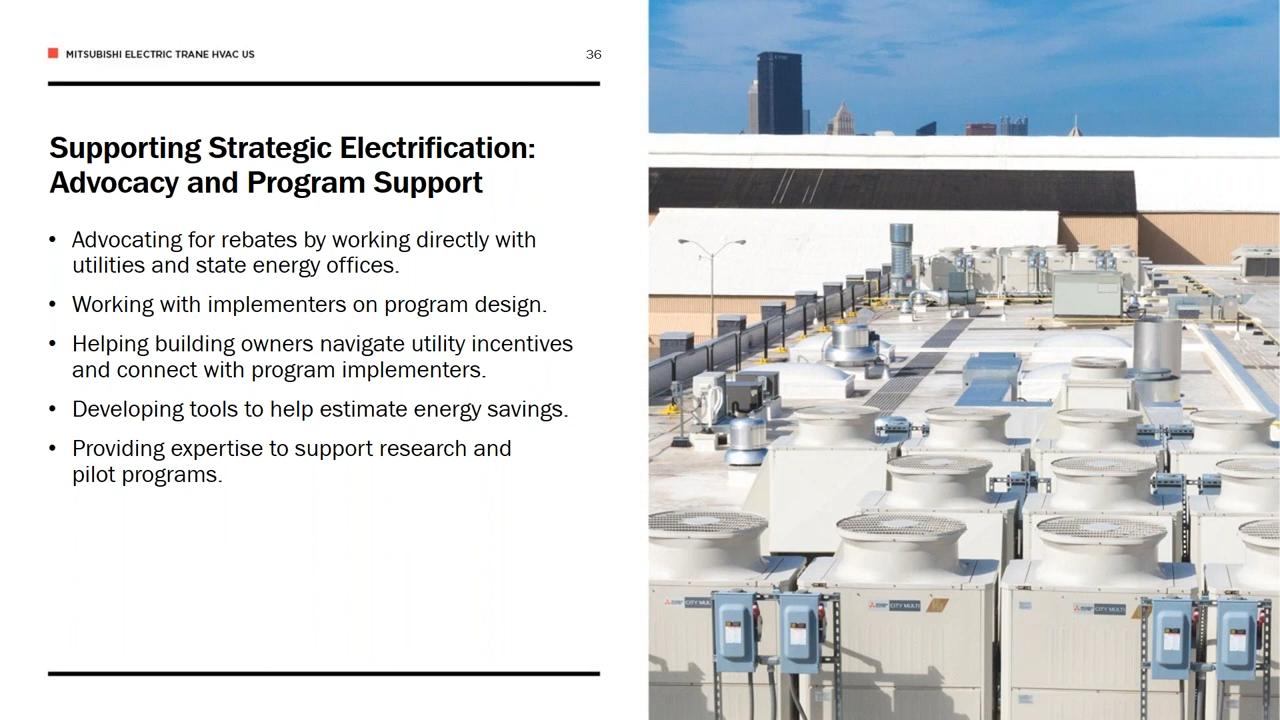 MITSUBISHI ELECTRIC TRANE HVAC US
36
Supporting Strategic Electrification:
Advocacy and Program Support
• Advocating for rebates by working directly with
utilities and state energy offices.
• Working with implementers on program design.
• Helping building owners navigate utility incentives
and connect with program implementers.
• Developing tools to help estimate energy savings.
• Providing expertise to support research and
pilot programs.
CITY MULTI
CITY MULTI
CITY MULTI